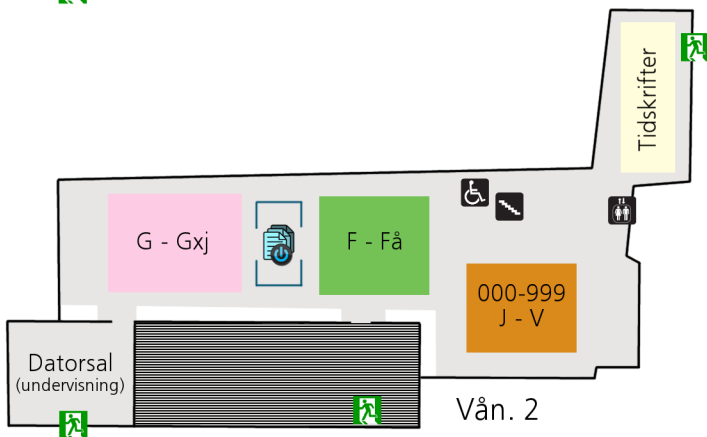 Tidskrifter
G - Gxj
F - Få
000-999
J - V
Datorsal
(undervisning)
Vån. 2